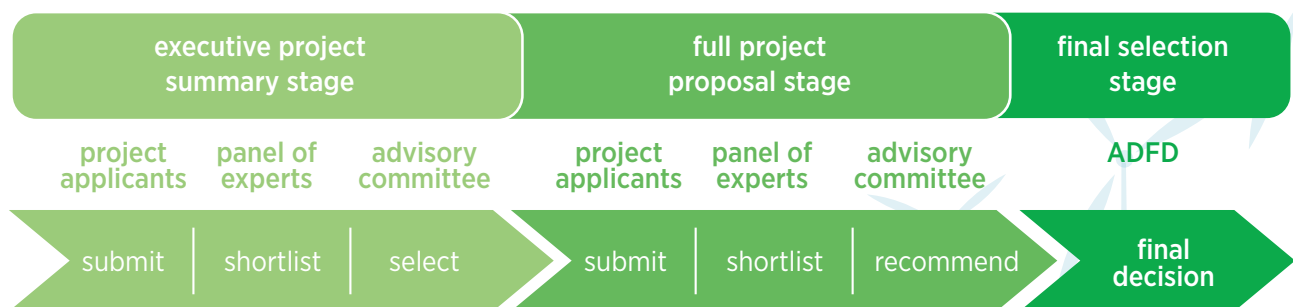 executive project
summary stage
full project
proposal stage
final selection
stage
project
applicants
panel of
experts
advisory
committee
project
applicants
panel of
experts
advisory
committee
ADFD
submit
shortlist
select
submit
shortlist
recommend
final
decision